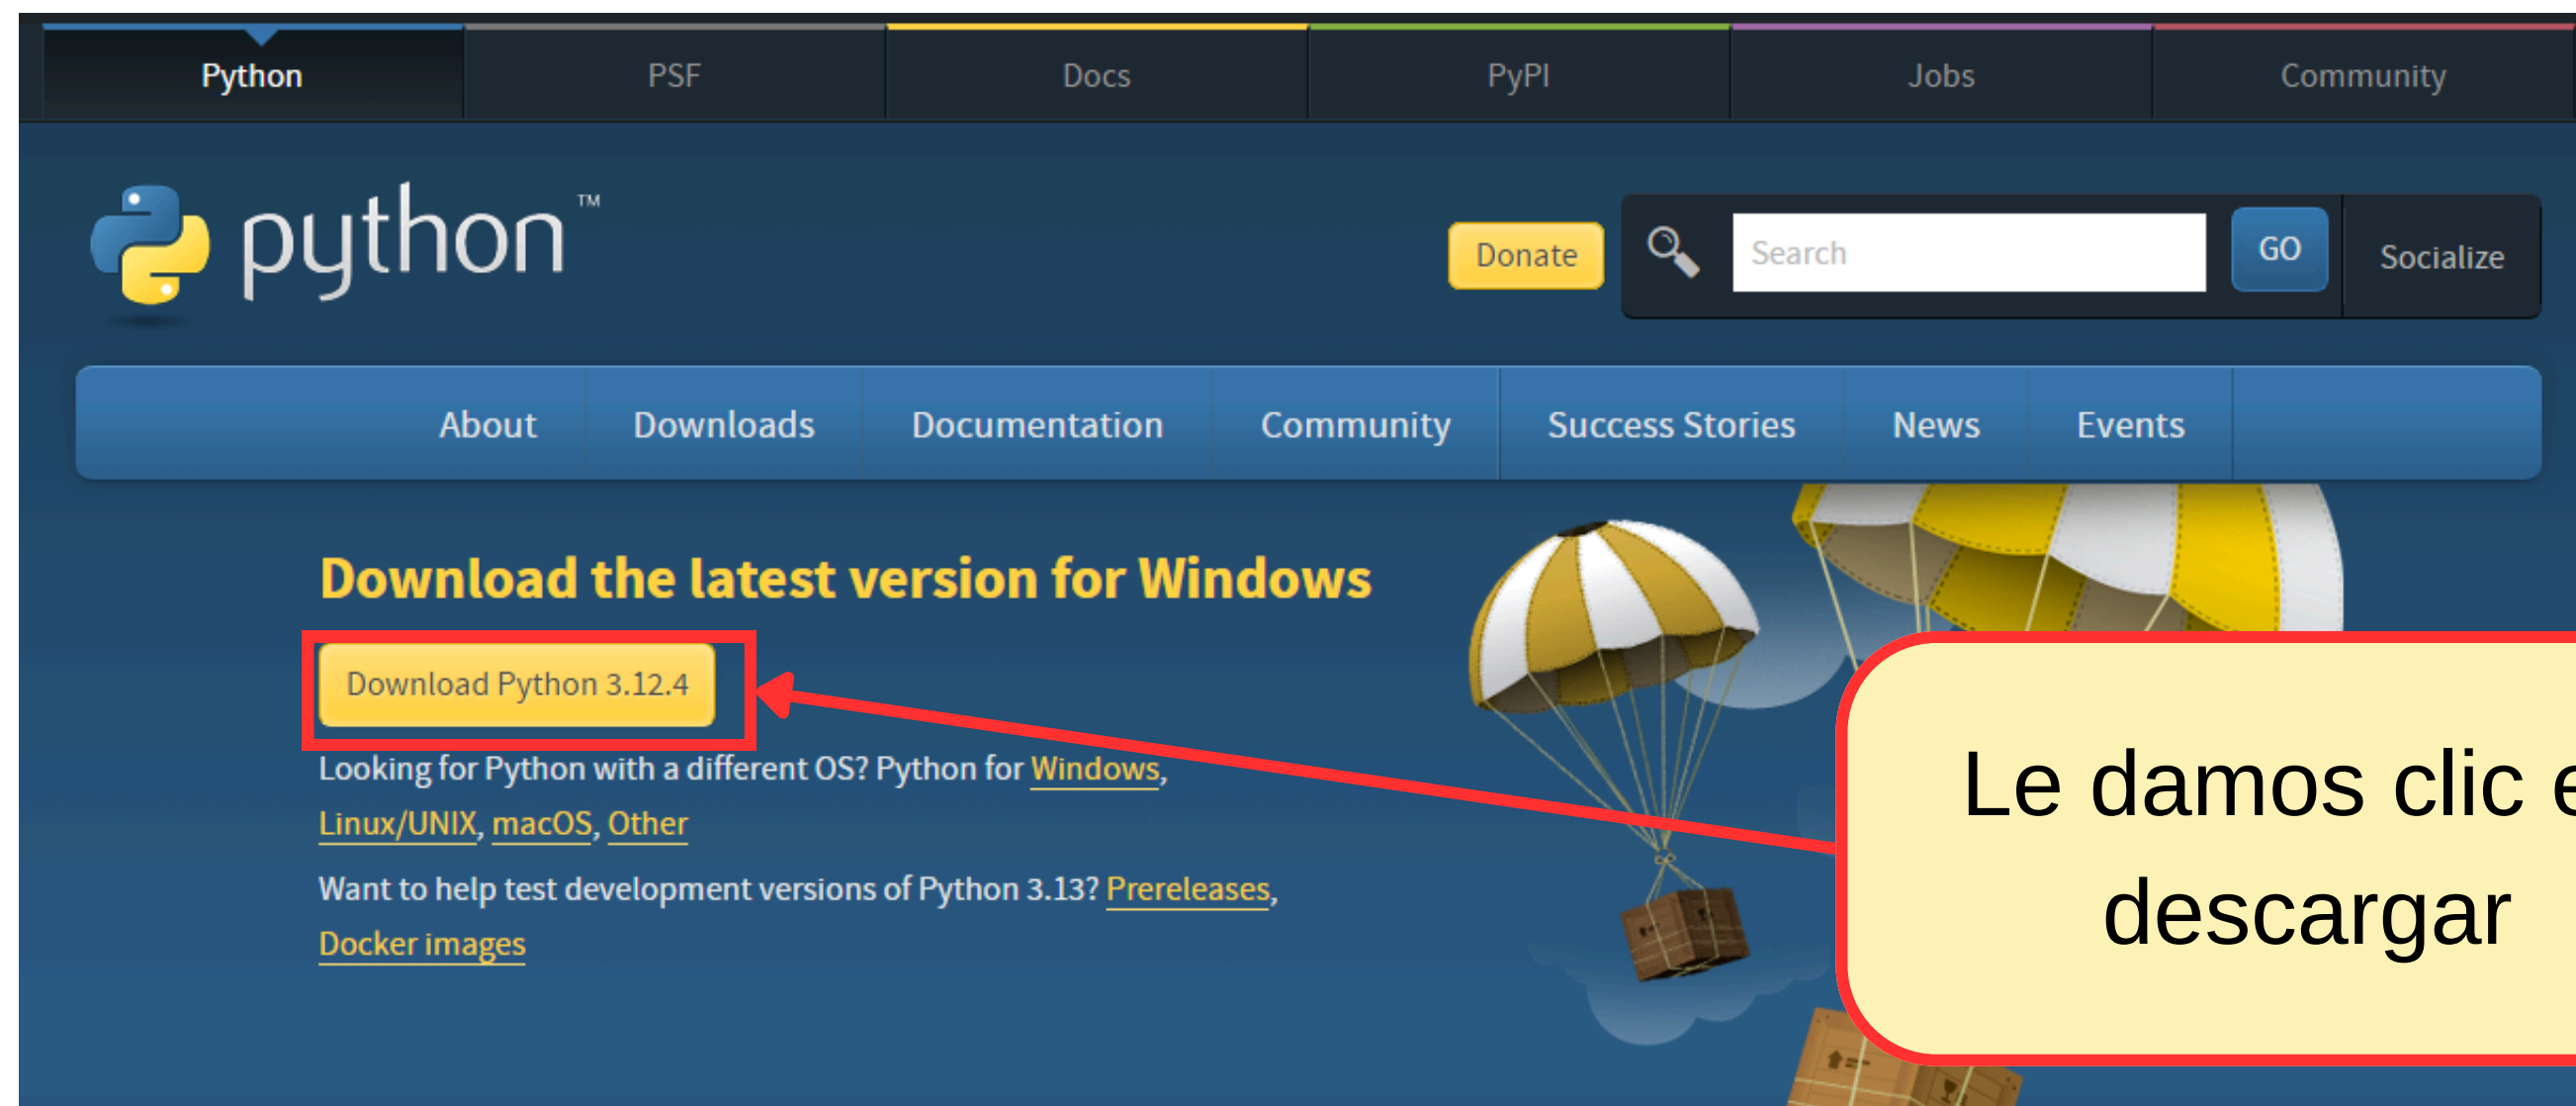 Python PSF Docs PyPI Jobs Community
python™
Donate Search GO Socialize
About Downloads Documentation Community Success Stories News Events
Download the latest version for Windows
Download Python 3.12.4
Looking for Python with a different OS? Python for Windows,
Linux/UNIX, macOS, Other
Want to help test development versions of Python 3.13? Prereleases,
Docker images
Le damos clic
descargar